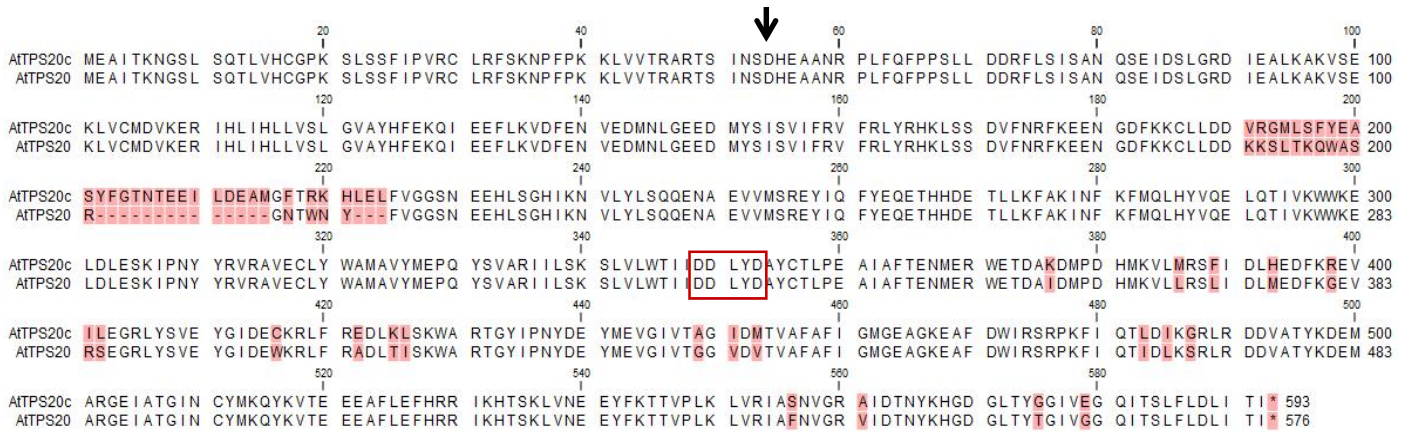 20 40 60 80 100
AtTPS20c MEAITKNGSL SQTLVHCGPK SLSSFIPVRC LRFSKNPFPK KLVVTRARTS INSDHEAANR PLFQFPPSLL DDRFLSISAN QSEIDSLGRD IEALKAKVSE 100
AtTPS20 MEAITKNGSL SQTLVHCGPK SLSSFIPVRC LRFSKNPFPK KLVVTRARTS INSDHEAANR PLFQFPPSLL DDRFLSISAN QSEIDSLGRD IEALKAKVSE 100
120 140 160 180 200
AtTPS20c KLVCMDVKER IHLIHLLVSL GVAYHFEKQI EEFLKVDFEN VEDMNLGEED MYSISVIFRV FRLYRHKLSS DVFNRFKEEN GDFKKCLLDD VRGMLSFYEA 200
AtTPS20 KLVCMDVKER IHLIHLLVSL GVAYHFEKQI EEFLKVDFEN VEDMNLGEED MYSISVIFRV FRLYRHKLSS DVFNRFKEEN GDFKKCLLDD KKSLTKQWAS 200
220 240 260 280 300
AtTPS20c SYFGTNTEEI LDEAMGFTRK HLELFVGGSN EEHLSGHIKN VLYLSQQENA EVVMSREYIQ FYEQETHHDE TLLKFAKINF KFMQLHYVQE LQTIVKWWKE 300
AtTPS20 R--------- -----GNTWN Y---FVGGSN EEHLSGHIKN VLYLSQQENA EVVMSREYIQ FYEQETHHDE TLLKFAKINF KFMQLHYVQE LQTIVKWWKE 283
320 340 360 380 400
AtTPS20c LDLESKIPNY YRVRAVECLY WAMAVYMEPQ YSVARIILSK SLVLWTIIDD LYDAYCTLPE AIAFTENMER WETDAKDMPD HMKVLMRSFI DLHEDFKREV 400
AtTPS20 LDLESKIPNY YRVRAVECLY WAMAVYMEPQ YSVARIILSK SLVLWTIIDD LYDAYCTLPE AIAFTENMER WETDAIDMPD HMKVLLRSLI DLMEDFKGEV 383
420 440 460 480 500
AtTPS20c ILEGRLYSVE YGIDECKRLF REDLKLSKWA RTGYIPNYDE YMEVGIVTAG IDMTVAFAFI GMGEAGKEAF DWIRSRPKFI QTLDIKGRLR DDVATYKDEM 500
AtTPS20 RSEGRLYSVE YGIDEWKRLF RADLTISKWA RTGYIPNYDE YMEVGIVTGG VDVTVAFAFI GMGEAGKEAF DWIRSRPKFI QTIDLKSRLR DDVATYKDEM 483
520 540 560 580
AtTPS20c ARGEIATGIN CYMKQYKVTE EEAFLEFHRR IKHTSKLVNE EYFKTTVPLK LVRIASNVGR AIDTNYKHGD GLTYGGIVEG QITSLFLDLI TI* 593
AtTPS20 ARGEIATGIN CYMKQYKVTE EEAFLEFHRR IKHTSKLVNE EYFKTTVPLK LVRIAFNVGR VIDTNYKHGD GLTYTGIVGG QITSLFLDLI TI* 576